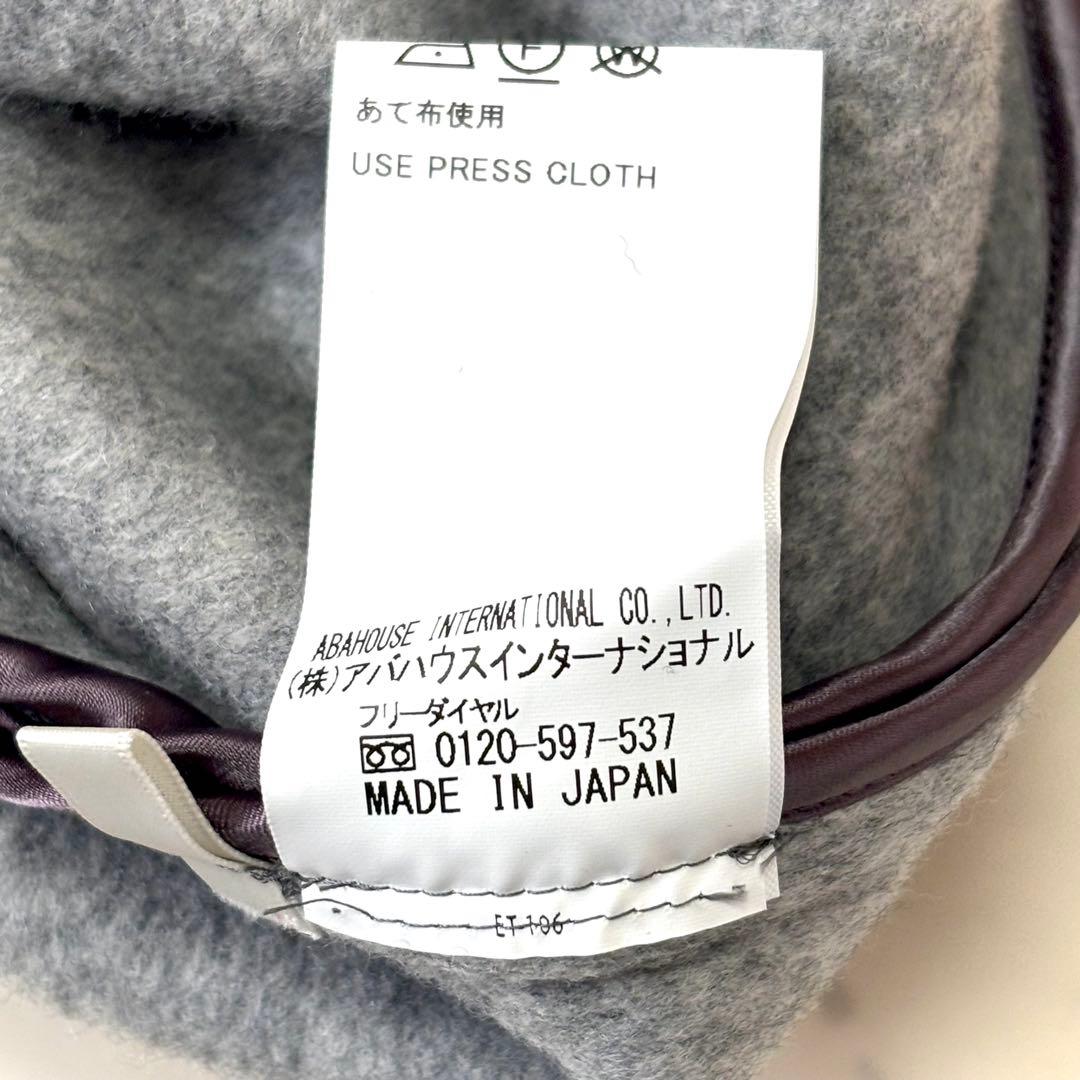 F W
あて布使用
USE PRESS CLOTH
ABAHOUSE INTERNATIONAL CO.,LTD.
(株)アバハウスインターナショナル
フリーダイヤル
0120-597-537
MADE IN JAPAN
ET-106